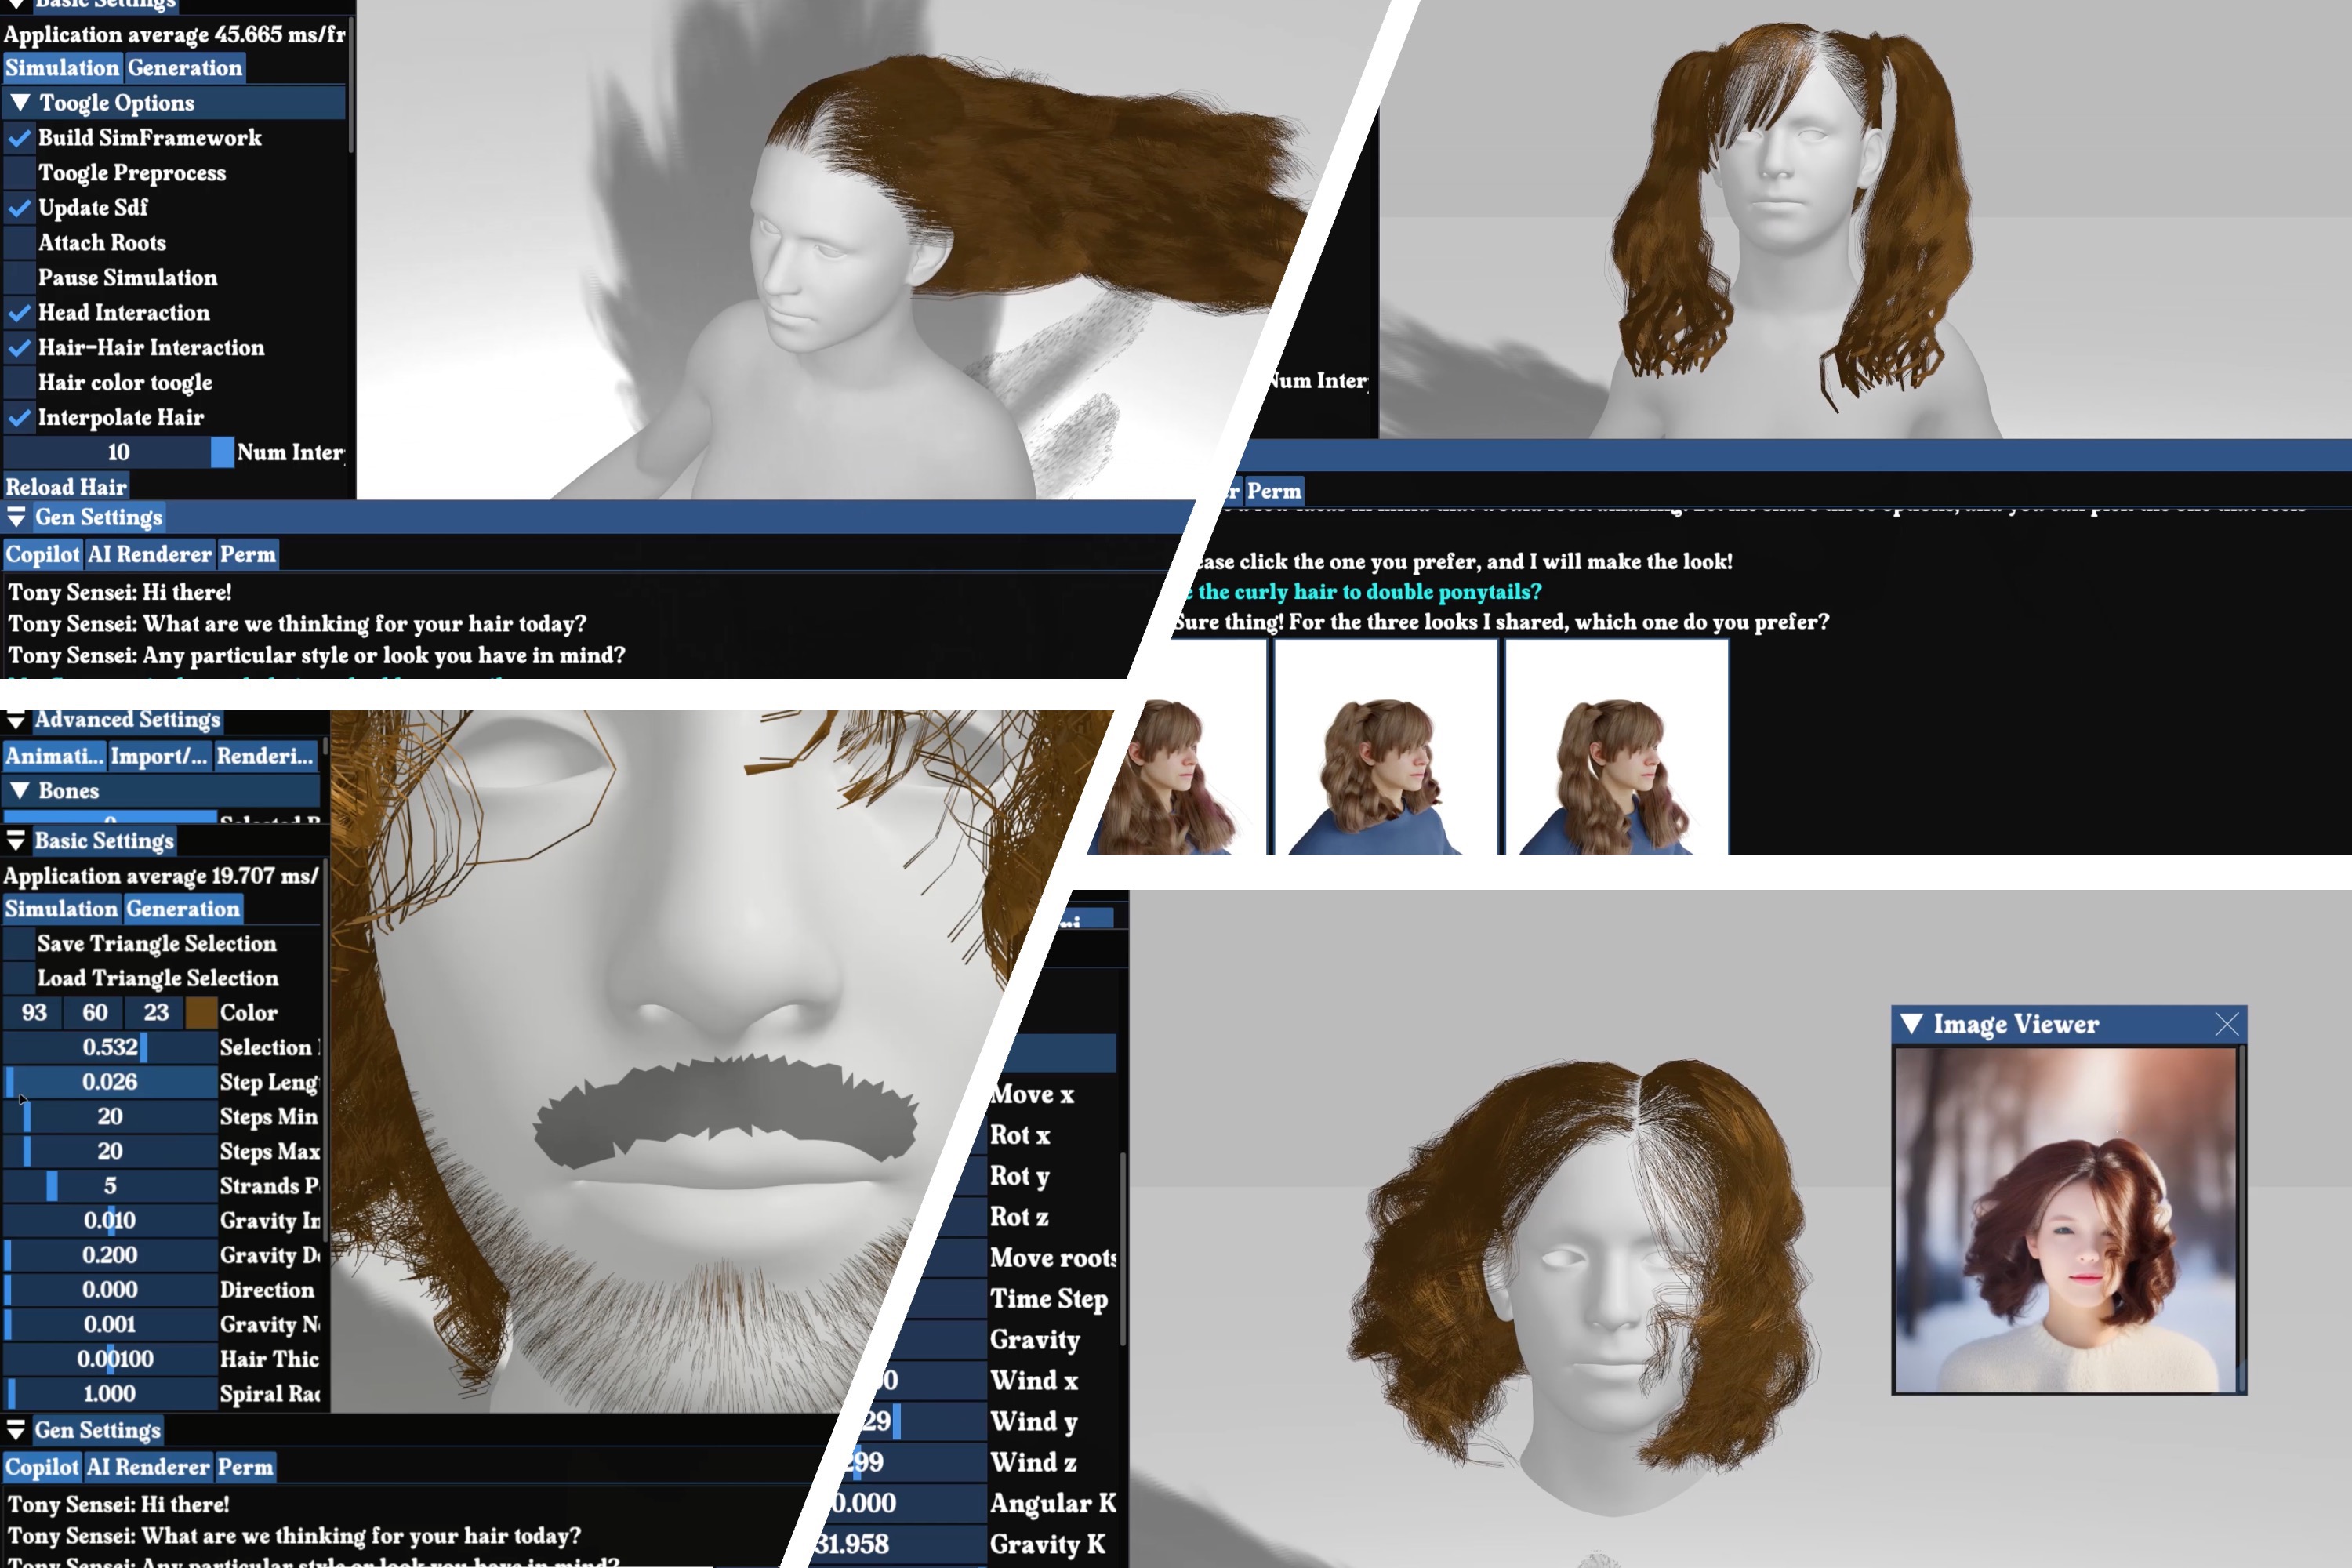 Basic Settings
Application average 45.665 ms/fr
Simulation Generation
Toogle Options
Build SimFramework
Toogle Preprocess
Update Sdf
Attach Roots
Pause Simulation
Head Interaction
Hair-Hair Interaction
Hair color toogle
Interpolate Hair
10 Num Inter
Reload Hair
Gen Settings
Copilot AI Renderer Perm
Tony Sensei: Hi there!
Tony Sensei: What are we thinking for your hair today?
Tony Sensei: Any particular style or look you have in mind?
Num Inter
Perm
click the one you prefer, and I will make the look!
the curly hair to double ponytails?
Sure thing! For the three looks I shared, which one do you prefer?
Advanced Settings
Animati... Import/... Renderi...
Bones
Basic Settings
Application average 19.707 ms/
Simulation Generation
Save Triangle Selection
Load Triangle Selection
93 60 23 Color
0.532 Selection
0.026 Step Leng
20 Steps Min
20 Steps Max
5 Strands P
0.010 Gravity In
0.200 Gravity D
0.000 Direction
0.001 Gravity N
0.00100 Hair Thic
1.000 Spiral Ra
Gen Settings
Copilot AI Renderer Perm
Tony Sensei: Hi there!
Tony Sensei: What are we thinking for your hair today?
Tony Sensei: Any particular style or look you have in mind?
Move x
Rot x
Rot y
Rot z
Move roots
Time Step
Gravity
Wind x
29 Wind y
299 Wind z
0.000 Angular K
31.958 Gravity K
Image Viewer